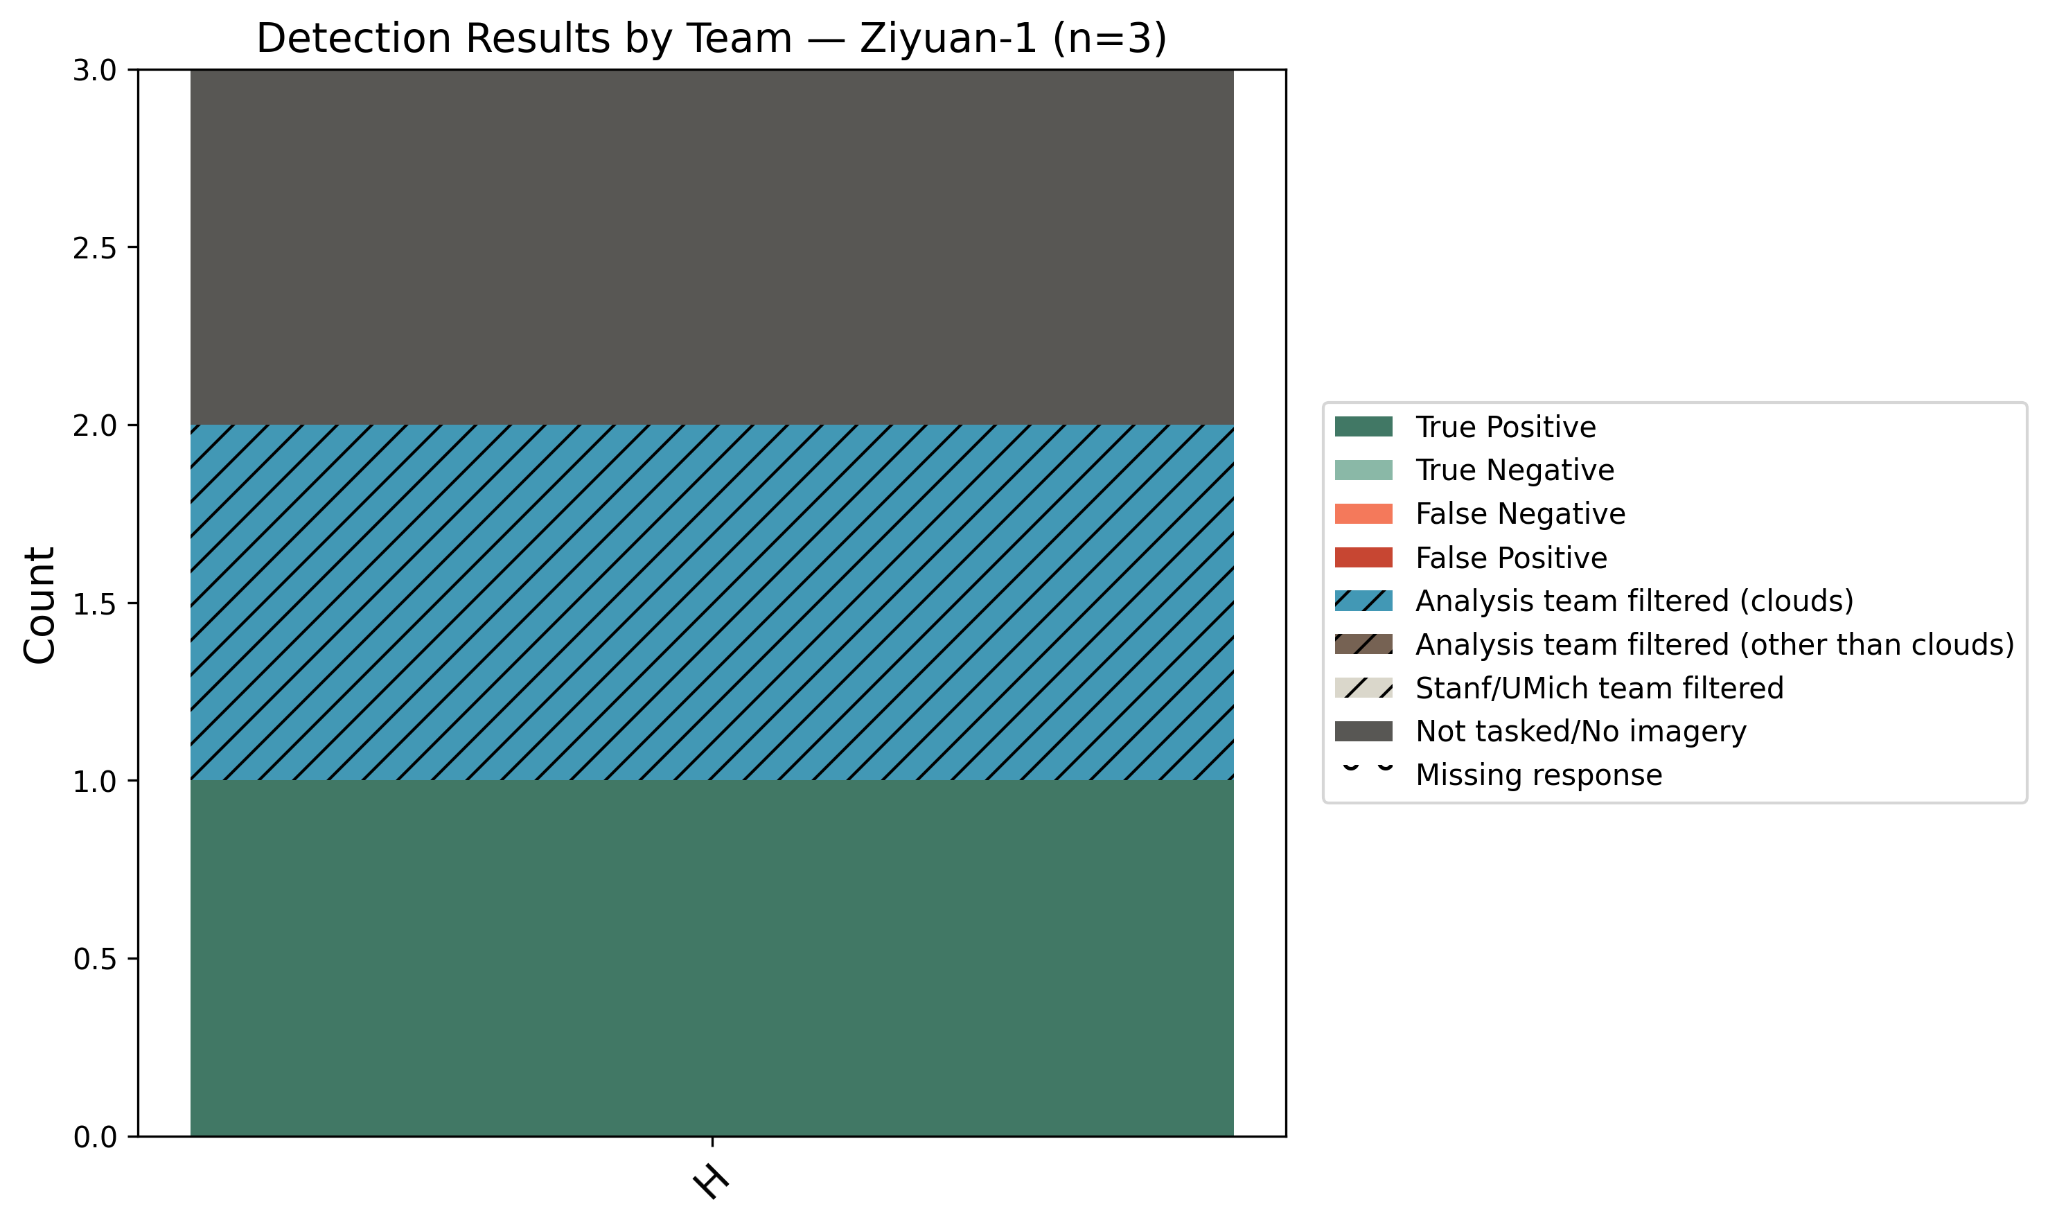 Detection Results by Team — Ziyuan-1 (n=3)
3.0
2.5
2.0
1.5
1.0
0.5
0.0
Count
H
True Positive
True Negative
False Negative
False Positive
Analysis team filtered (clouds)
Analysis team filtered (other than clouds)
Stanf/UMich team filtered
Not tasked/No imagery
Missing response